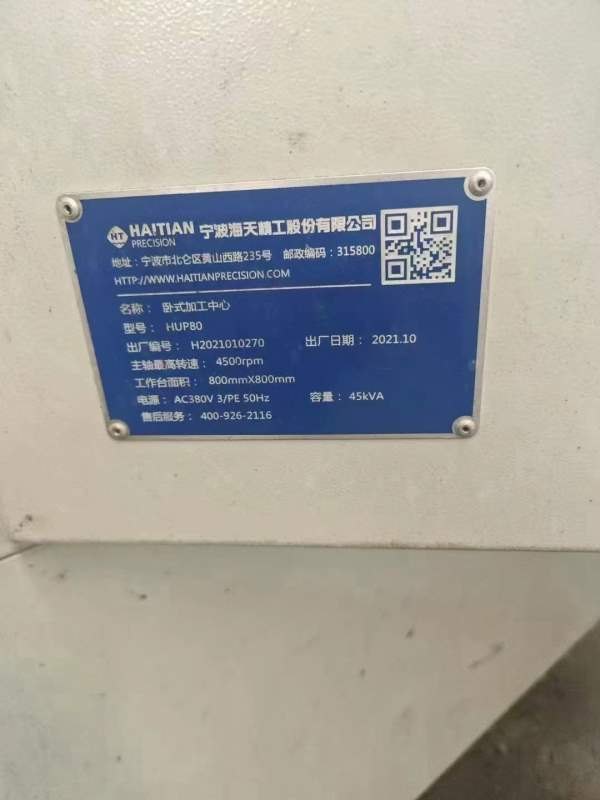 HT HAITIAN PRECISION 宁波海天精工股份有限公司
地址：宁波市北仑区黄山西路235号 邮政编码：315800
HTTP://WWW.HAITIANPRECISION.COM
名称： 卧式加工中心
型号： HUP80
出厂编号： H2021010270 出厂日期： 2021.10
主轴最高转速： 4500rpm
工作台面积： 800mmX800mm
电源： AC380V 3/PE 50Hz 容量： 45kVA
售后服务： 400-926-2116